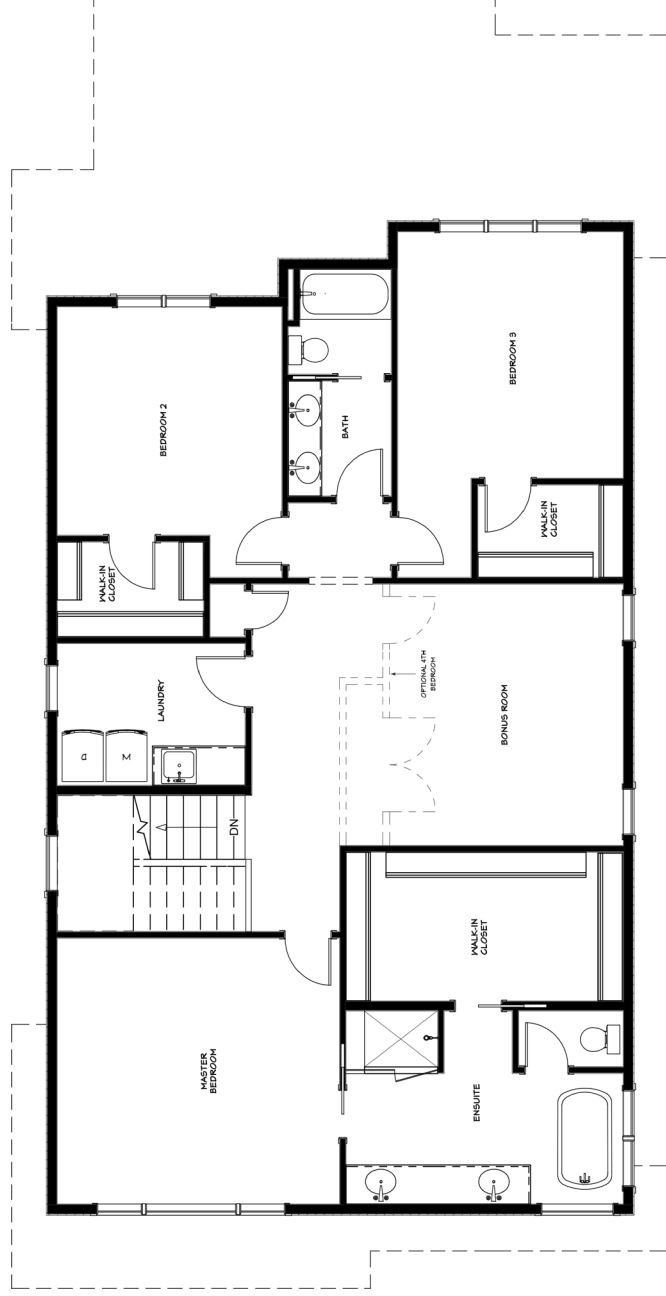 BEDROOM 3
BEDROOM 2
BATH
WALK-IN
CLOSET
WALK-IN
CLOSET
OPTIONAL 4TH
BEDROOM
LAUNDRY
BONUS ROOM
D
M
DN
WALK-IN
CLOSET
MASTER
BEDROOM
ENSUITE